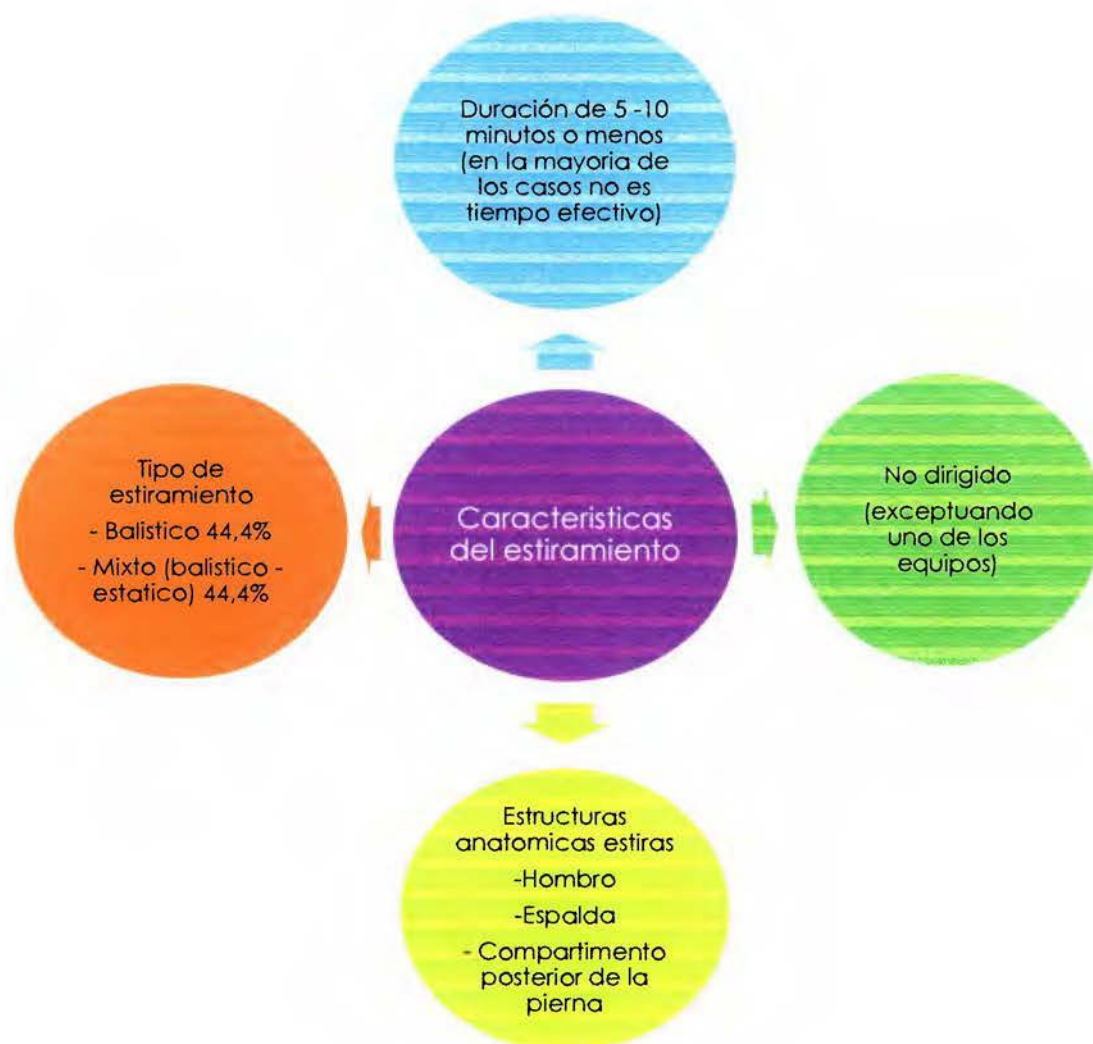 Duración de 5 -10
minutos o menos
(en la mayoria de
los casos no es
tiempo efectivo)
Tipo de
estiramiento
- Balistico 44,4%
- Mixto (balistico -
estatico) 44,4%
Caracteristicas
del estiramiento
No dirigido
(exceptuando
uno de los
equipos)
Estructuras
anatomicas estiras
-Hombro
-Espalda
- Compartimento
posterior de la
pierna